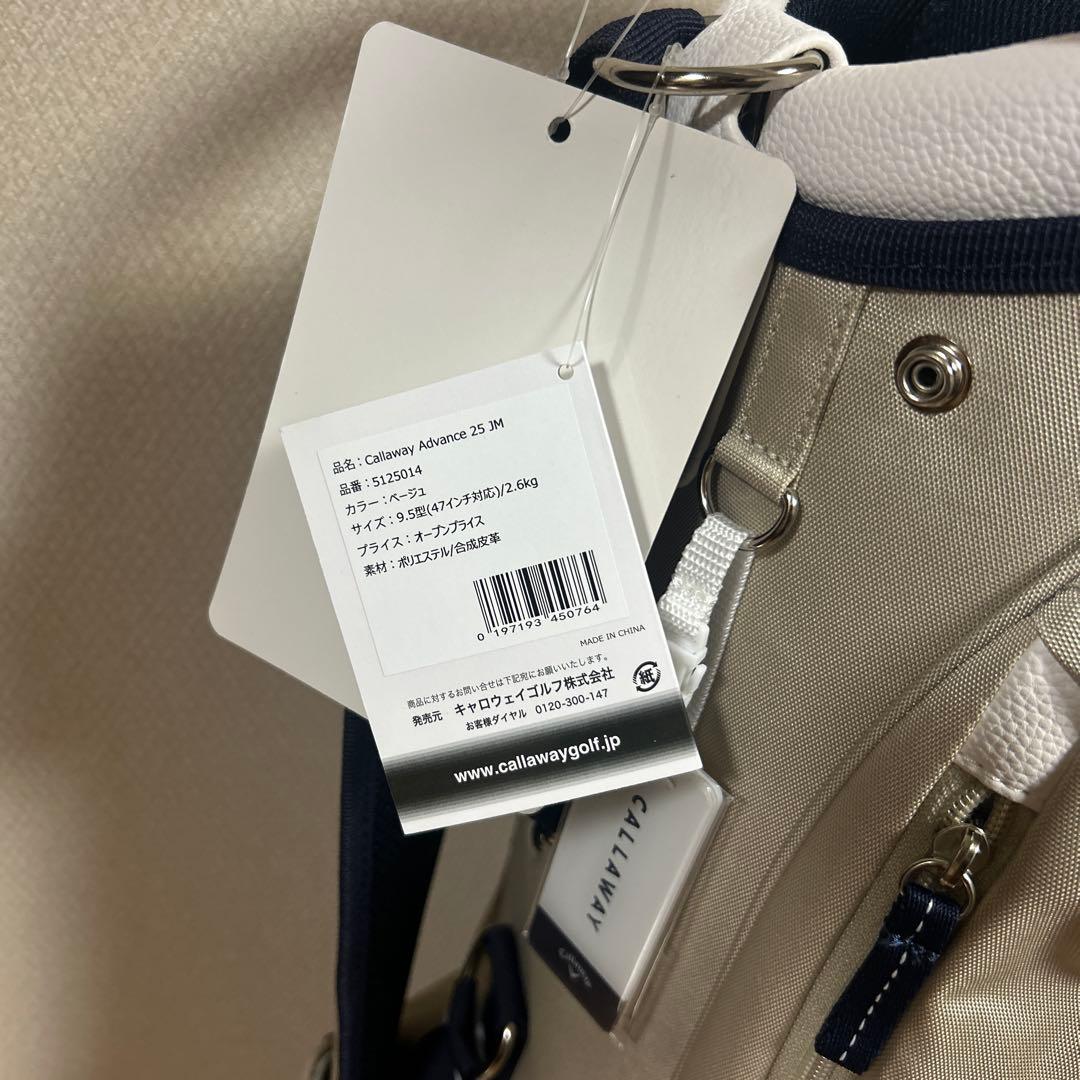 品名：Callaway Advance 25 JM
品番：5125014
カラー：ベージュ
サイズ：9.5型(47インチ対応)/2.6kg
プライス：オープンプライス
素材：ポリエステル/合成皮革
0 197193 450764
MADE IN CHINA
商品に対するお問い合せは下記宛にお願いいたします。
発売元 キャロウェイゴルフ株式会社
お客様ダイヤル 0120-300-147
紙
www.callawaygolf.jp
CALLAWAY
Callaway